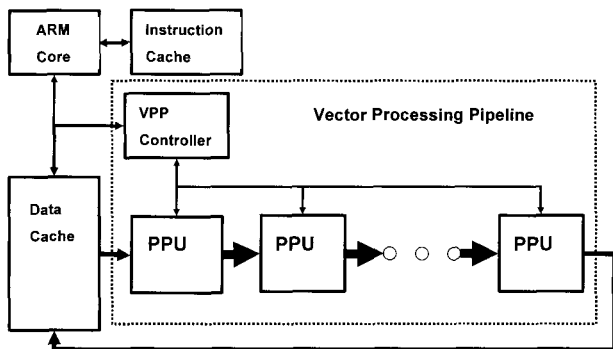 ARM
Core
Instruction
Cache
VPP
Controller
Vector Processing Pipeline
Data
Cache
PPU
PPU
PPU